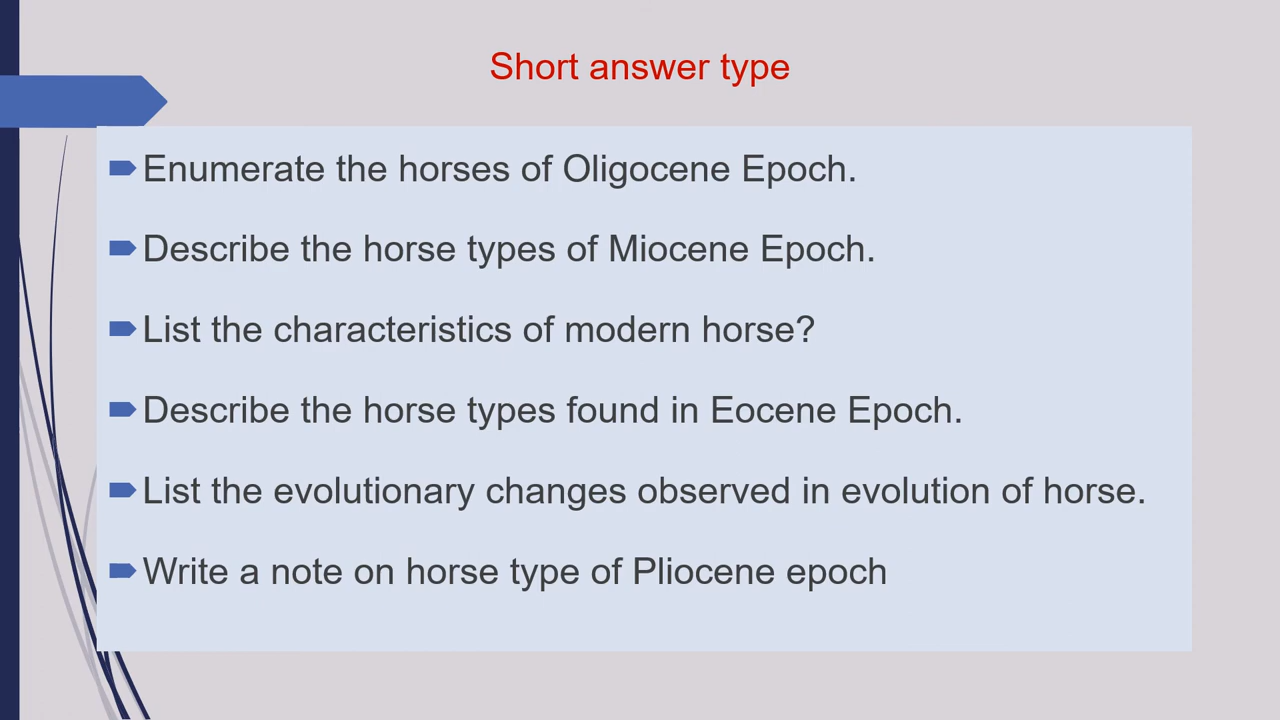 Short answer type
Enumerate the horses of Oligocene Epoch.
Describe the horse types of Miocene Epoch.
List the characteristics of modern horse?
Describe the horse types found in Eocene Epoch.
List the evolutionary changes observed in evolution of horse.
Write a note on horse type of Pliocene epoch